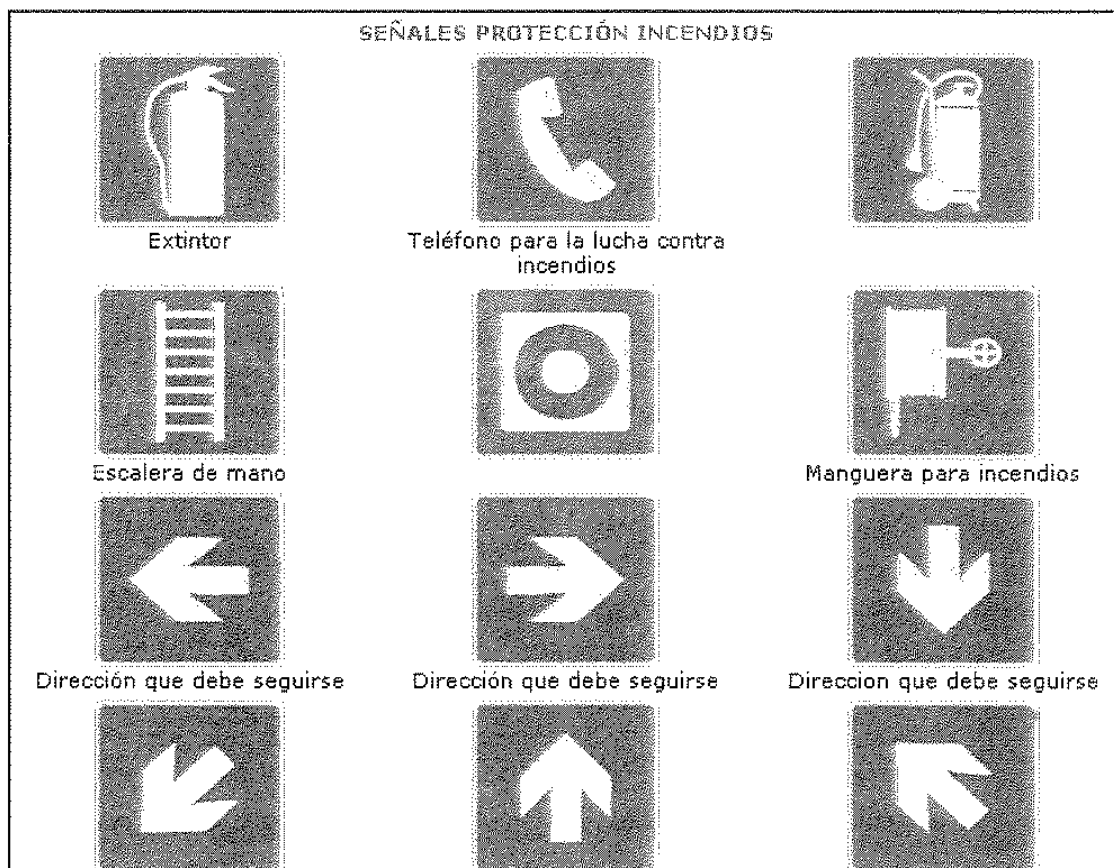 SEÑALES PROTECCIÓN INCENDIOS
Extintor
Teléfono para la lucha contra
incendios
Escalera de mano
Manguera para incendios
Dirección que debe seguirse
Dirección que debe seguirse
Direccion que debe seguirse